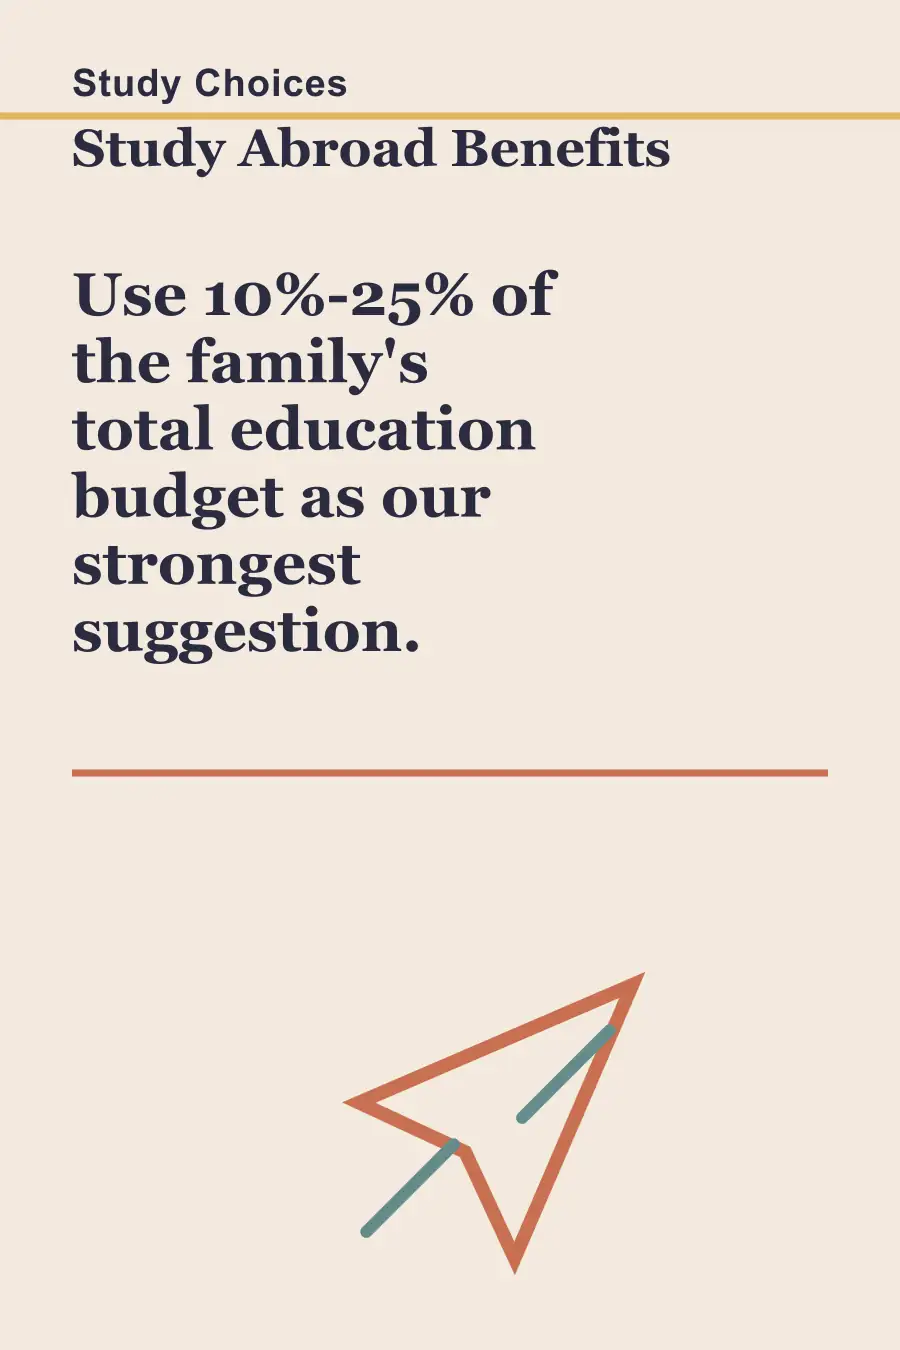 Study Choices
Study Abroad Benefits
Use 10%-25% of
the family's
total education
budget as our
strongest
suggestion.